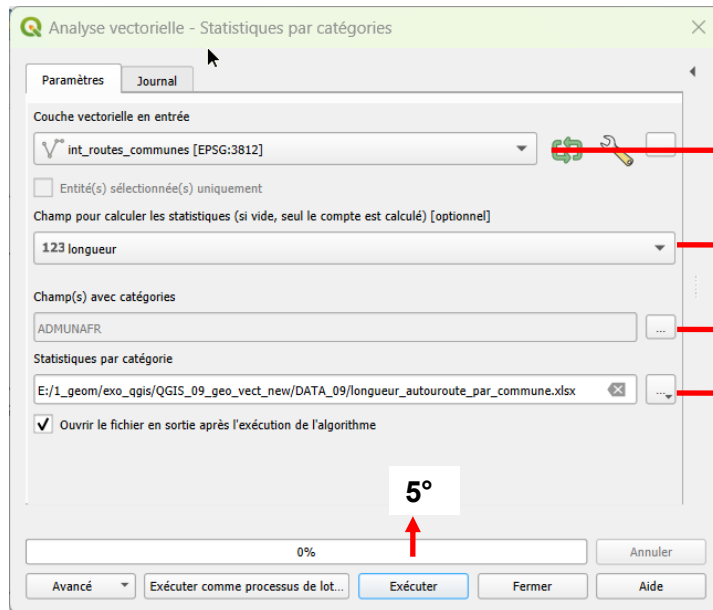 Analyse vectorielle - Statistiques par catégories
Paramètres
Journal
Couche vectorielle en entrée
int_routes_communes [EPSG:3812]
Entité(s) sélectionnée(s) uniquement
Champ pour calculer les statistiques (si vide, seul le compte est calculé) [optionnel]
123 longueur
Champ(s) avec catégories
ADMUNAFR
...
Statistiques par catégorie
E:/1_geom/exo_qgis/QGIS_09_geo_vect_new/DATA_09/longueur_autouroute_par_commune.xlsx
...
Ouvrir le fichier en sortie après l'exécution de l'algorithme
5°
0%
Annuler
Avancé
Exécuter comme processus de lot...
Exécuter
Fermer
Aide